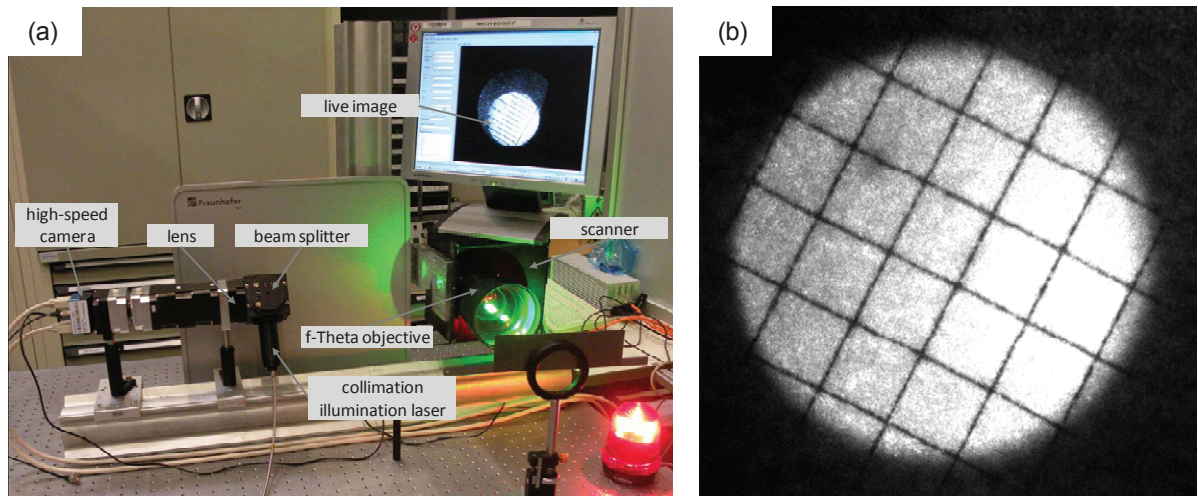 (a)
(b)
live image
high-speed
camera
lens
beam splitter
scanner
Fraunhofer
f-Theta objective
collimation
illumination laser